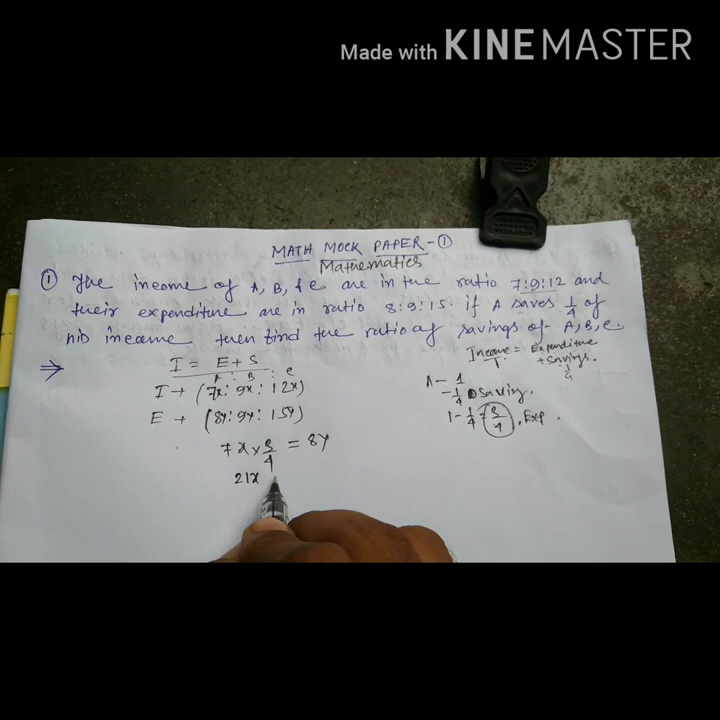 Made with KINEMASTER
MATH MOCK PAPER-①
Mathematics
① The income of A, B, & C are in the ratio 7:9:12 and
their expenditure are in ratio 8:9:15. if A saves 1/4 of
his income then find the ratio of savings of A, B, C.
Income = Expenditure
+ Savings.
1
1/4
⇒ I = E + S
A : B : C
I → (7x : 9x : 12x)
E → (8y : 9y : 15y)
7x × 3/4 = 8y
21x
A - 1
- 1/4 Saving.
1 - 1/4 = 3/4, Exp.